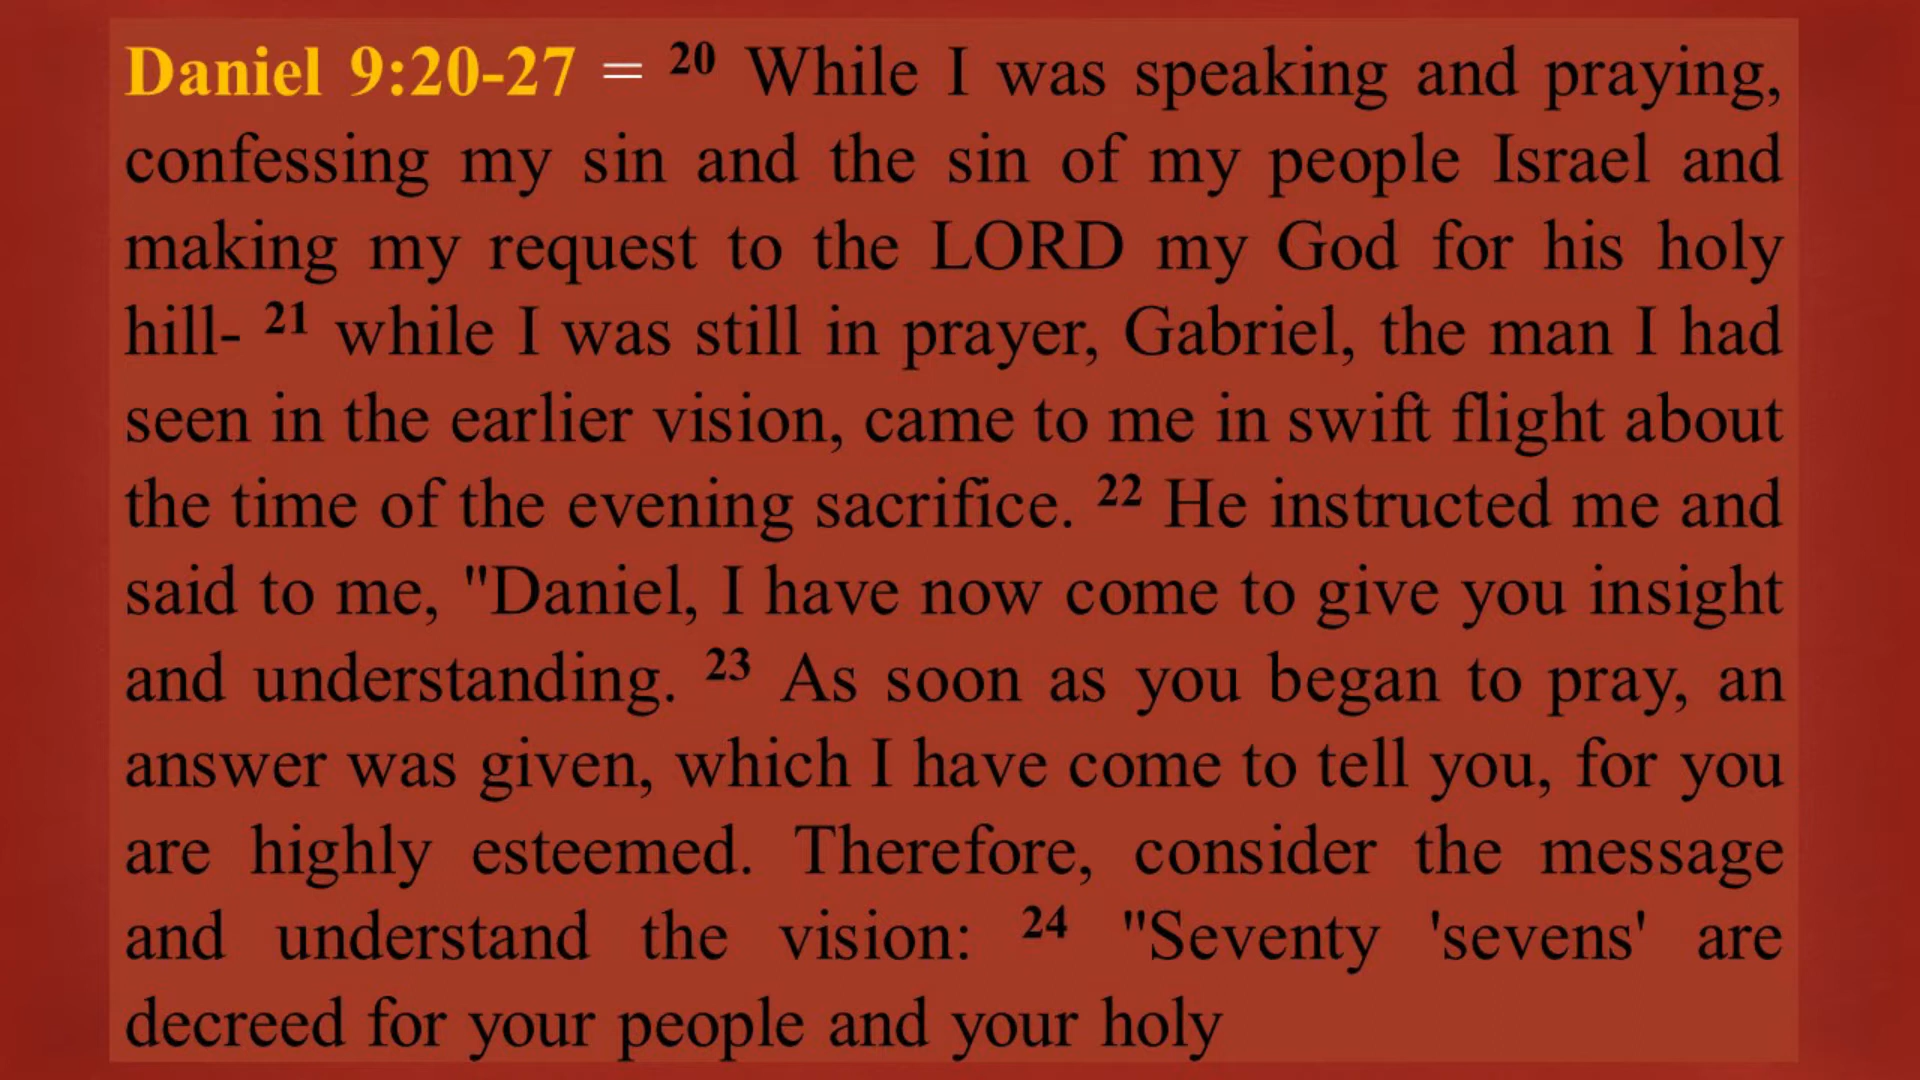 Daniel 9:20-27 = 20 While I was speaking and praying,
confessing my sin and the sin of my people Israel and
making my request to the LORD my God for his holy
hill- 21 while I was still in prayer, Gabriel, the man I had
seen in the earlier vision, came to me in swift flight about
the time of the evening sacrifice. 22 He instructed me and
said to me, "Daniel, I have now come to give you insight
and understanding. 23 As soon as you began to pray, an
answer was given, which I have come to tell you, for you
are highly esteemed. Therefore, consider the message
and understand the vision: 24 "Seventy 'sevens' are
decreed for your people and your holy